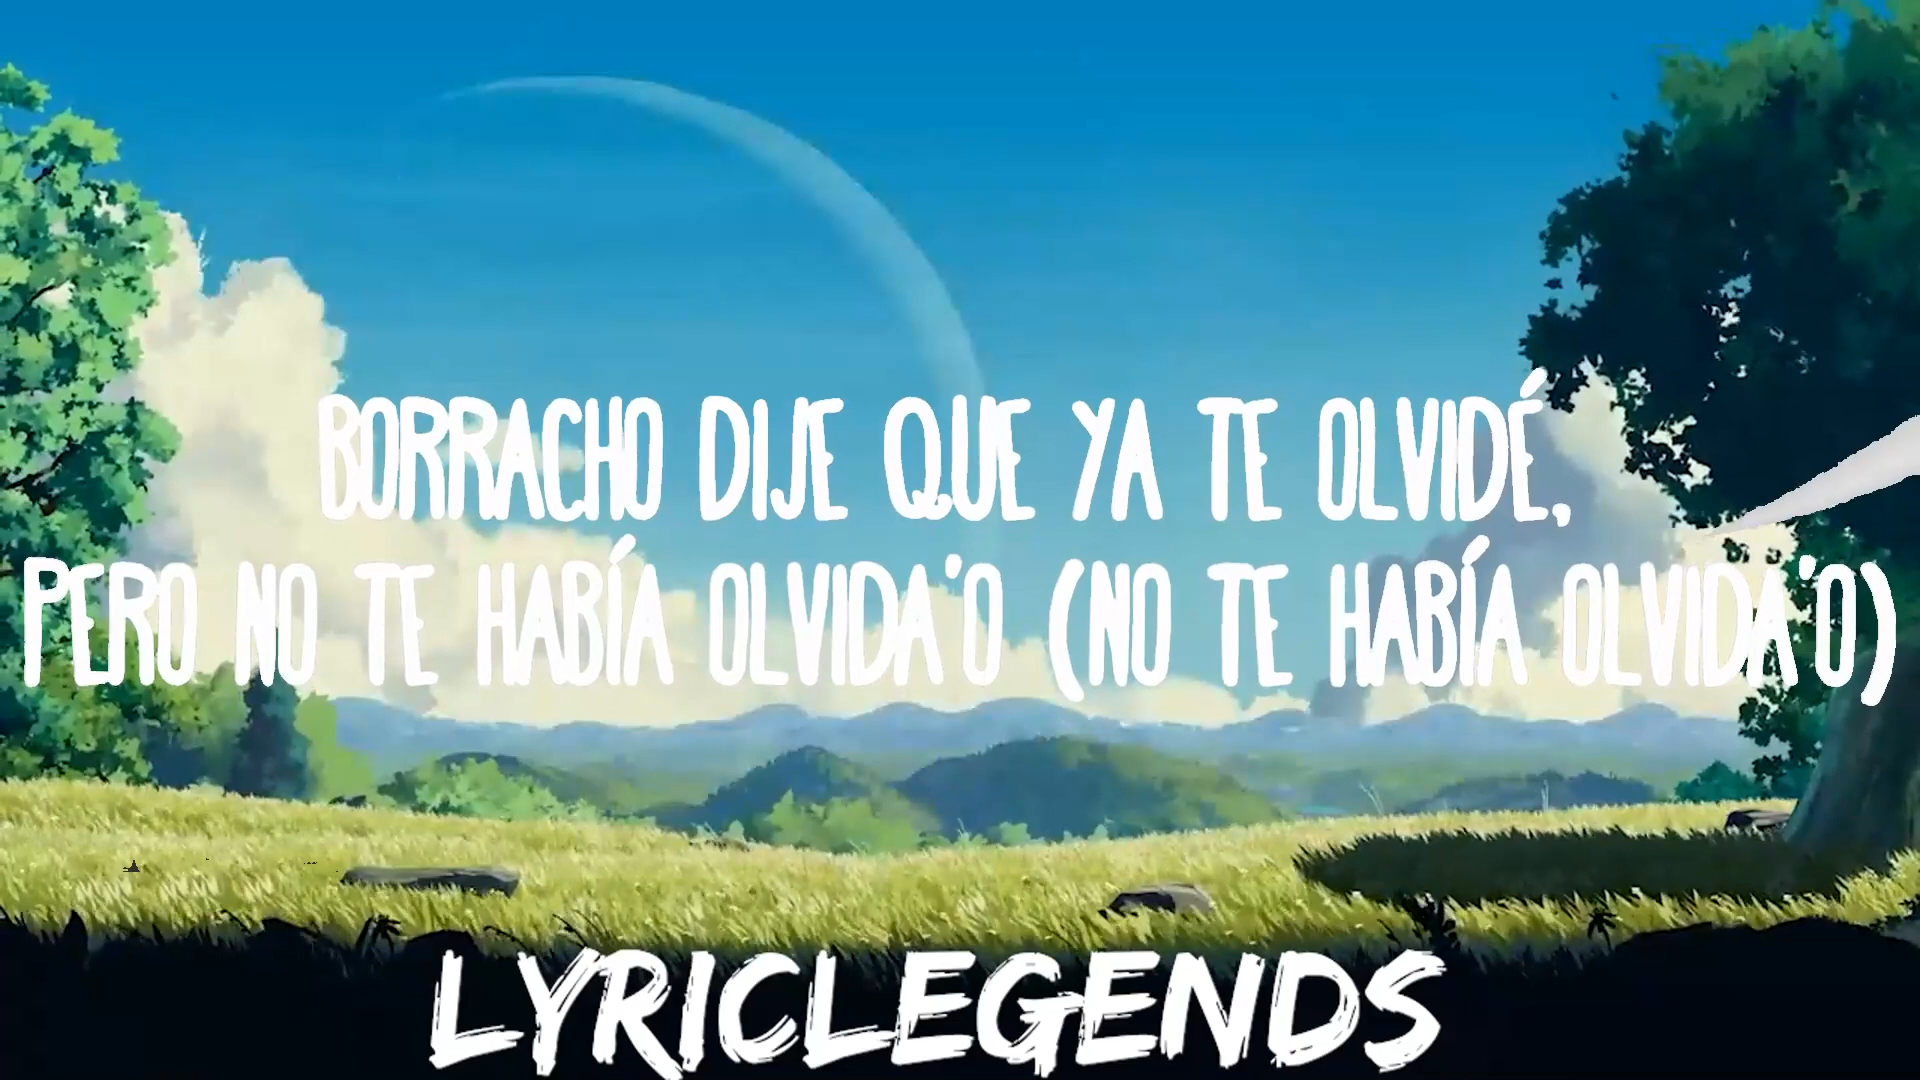 BORRACHO DIJE QUE YA TE OLVIDÉ,
PERO NO TE HABÍA OLVIDA'O (NO TE HABÍA OLVIDA'O)
LYRICLEGENDS